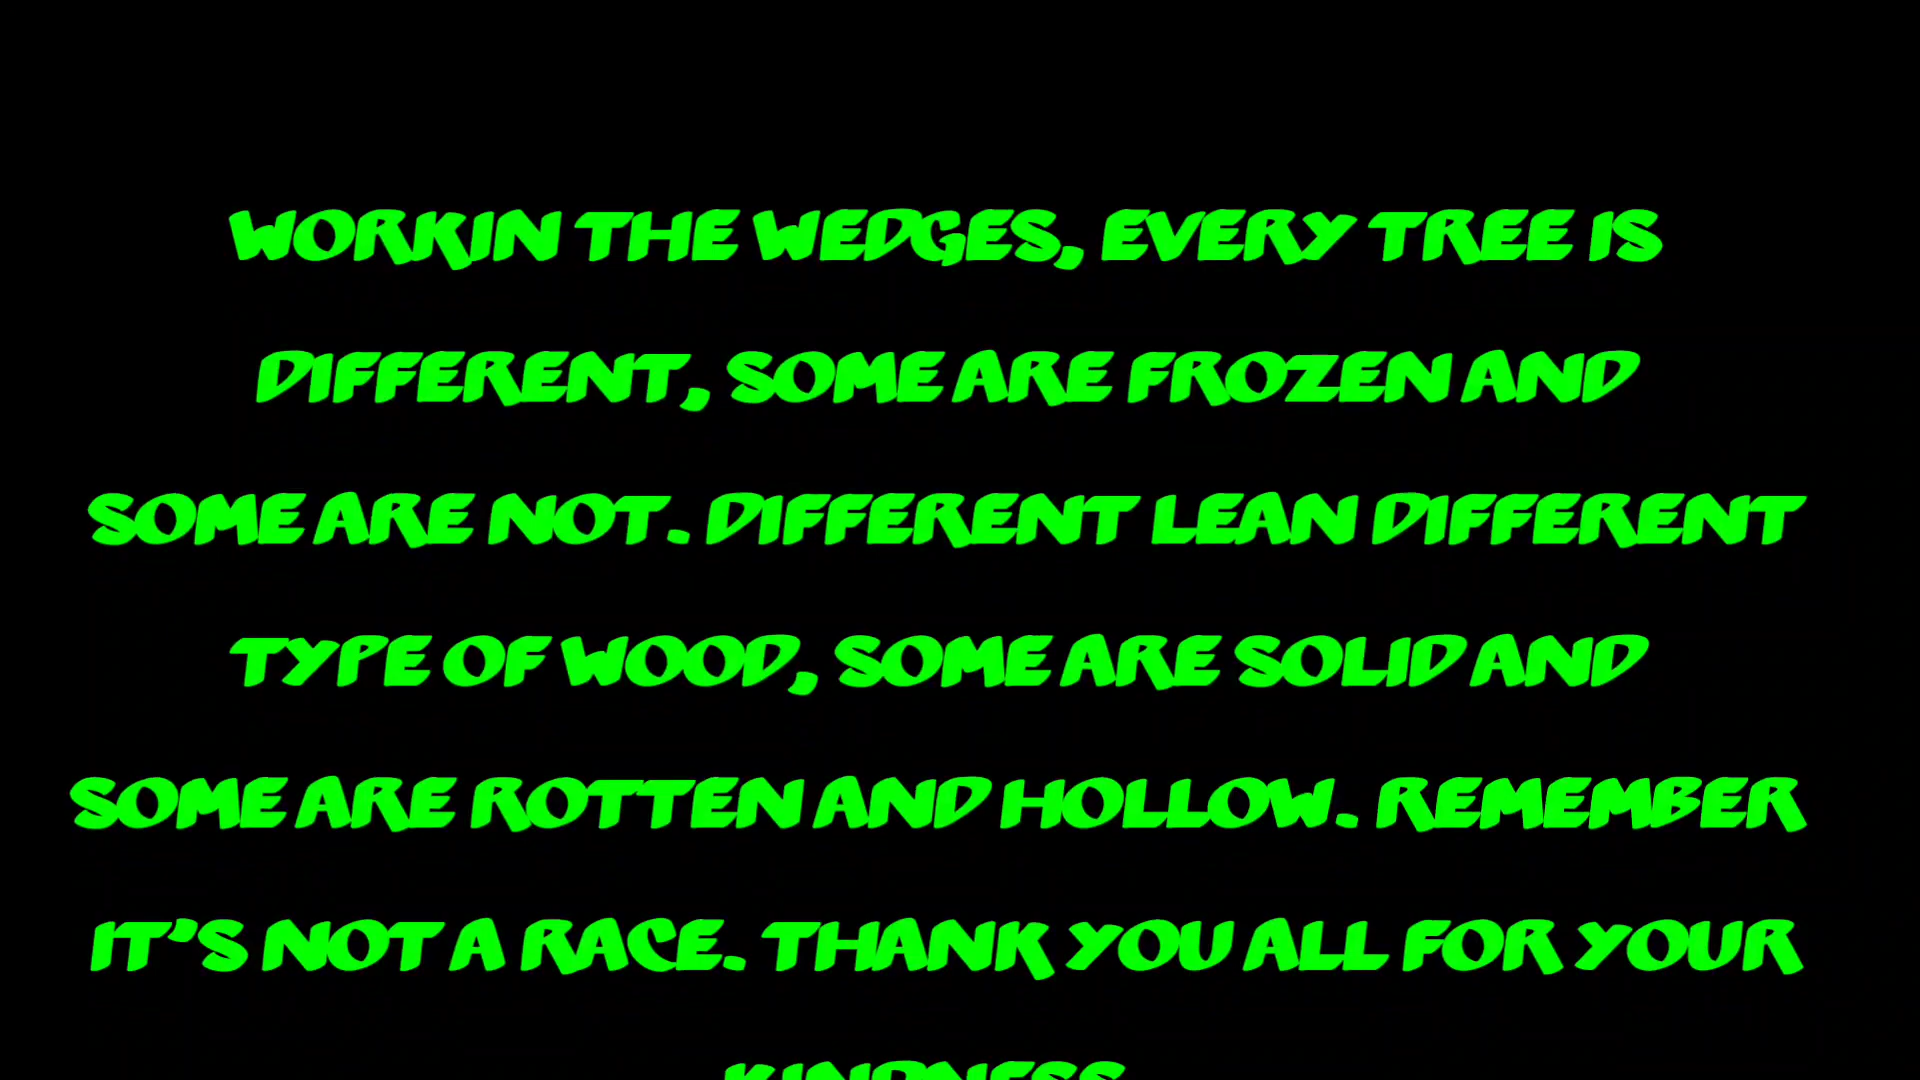 WORKIN THE WEDGES, EVERY TREE IS
DIFFERENT, SOME ARE FROZEN AND
SOME ARE NOT. DIFFERENT LEAN DIFFERENT
TYPE OF WOOD, SOME ARE SOLID AND
SOME ARE ROTTEN AND HOLLOW. REMEMBER
IT'S NOT A RACE. THANK YOU ALL FOR YOUR
KINDNESS